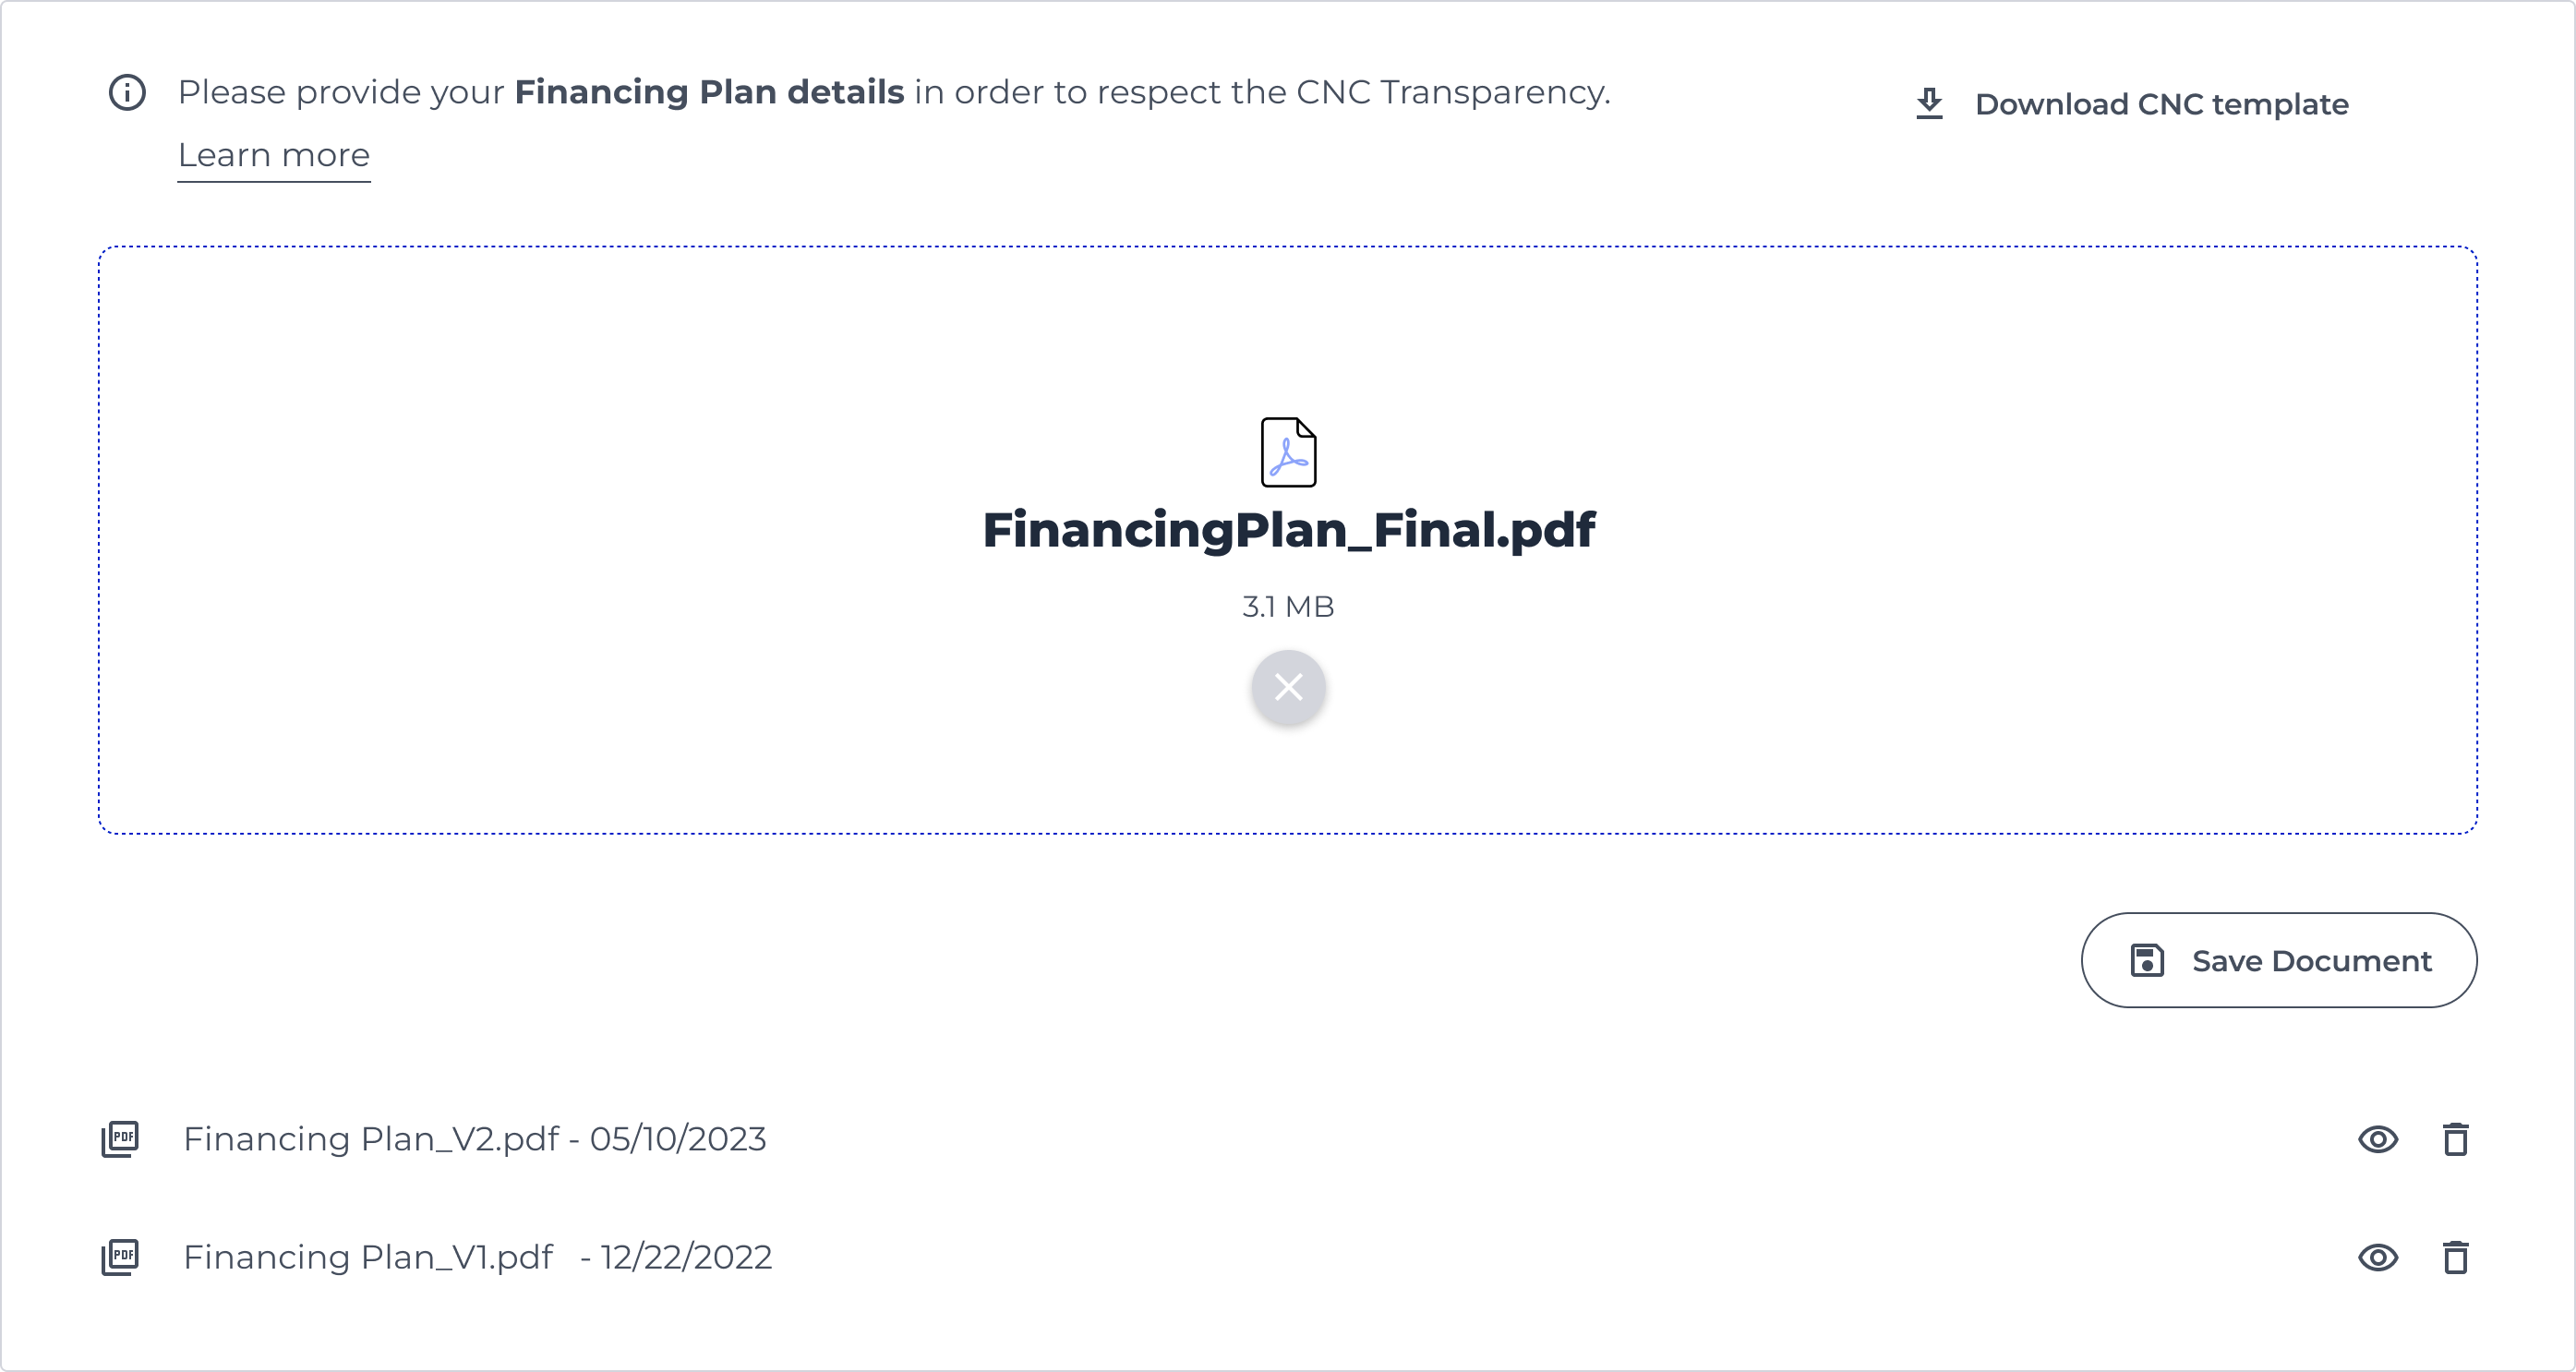 Please provide your Financing Plan details in order to respect the CNC Transparency.
Learn more
Download CNC template
FinancingPlan_Final.pdf
3.1 MB
Save Document
PDF Financing Plan_V2.pdf - 05/10/2023
PDF Financing Plan_V1.pdf - 12/22/2022